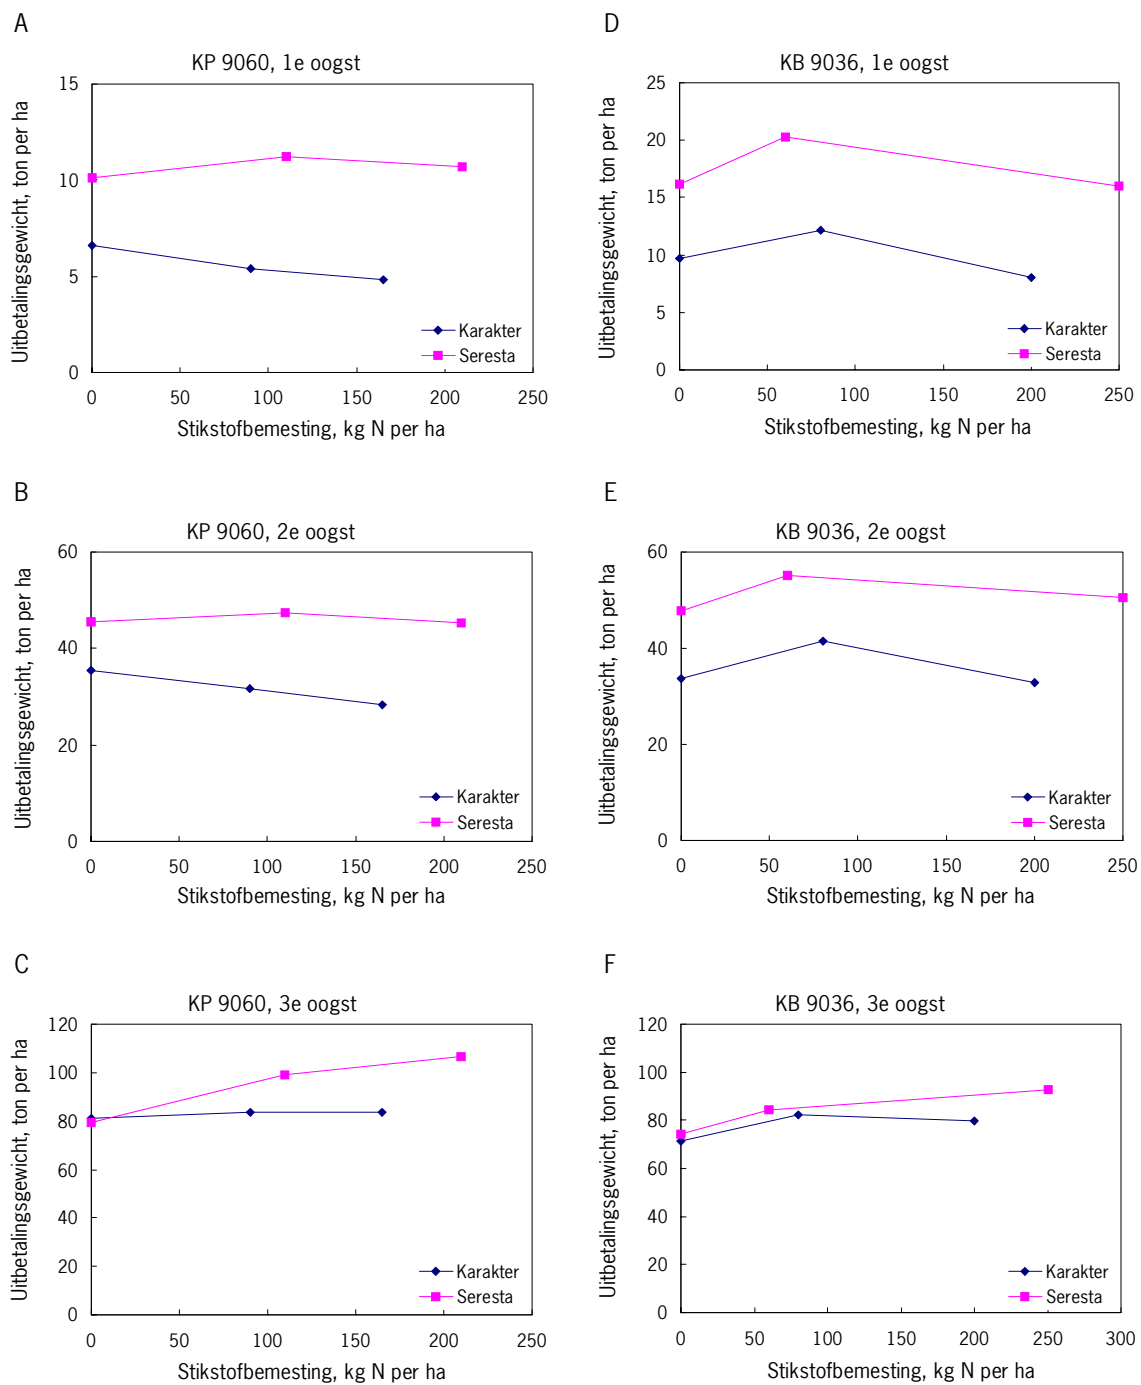 A
KP 9060, 1e oogst
Uitbetalingsgewicht, ton per ha
15
10
5
0
Karakter
Seresta
0 50 100 150 200 250
Stikstofbemesting, kg N per ha
D
KB 9036, 1e oogst
Uitbetalingsgewicht, ton per ha
25
20
15
10
5
0
Karakter
Seresta
0 50 100 150 200 250
Stikstofbemesting, kg N per ha
B
KP 9060, 2e oogst
Uitbetalingsgewicht, ton per ha
60
40
20
0
Karakter
Seresta
0 50 100 150 200 250
Stikstofbemesting, kg N per ha
E
KB 9036, 2e oogst
Uitbetalingsgewicht, ton per ha
60
40
20
0
Karakter
Seresta
0 50 100 150 200 250
Stikstofbemesting, kg N per ha
C
KP 9060, 3e oogst
Uitbetalingsgewicht, ton per ha
120
100
80
60
40
20
0
Karakter
Seresta
0 50 100 150 200 250
Stikstofbemesting, kg N per ha
F
KB 9036, 3e oogst
Uitbetalingsgewicht, ton per ha
120
100
80
60
40
20
0
Karakter
Seresta
0 50 100 150 200 250 300
Stikstofbemesting, kg N per ha